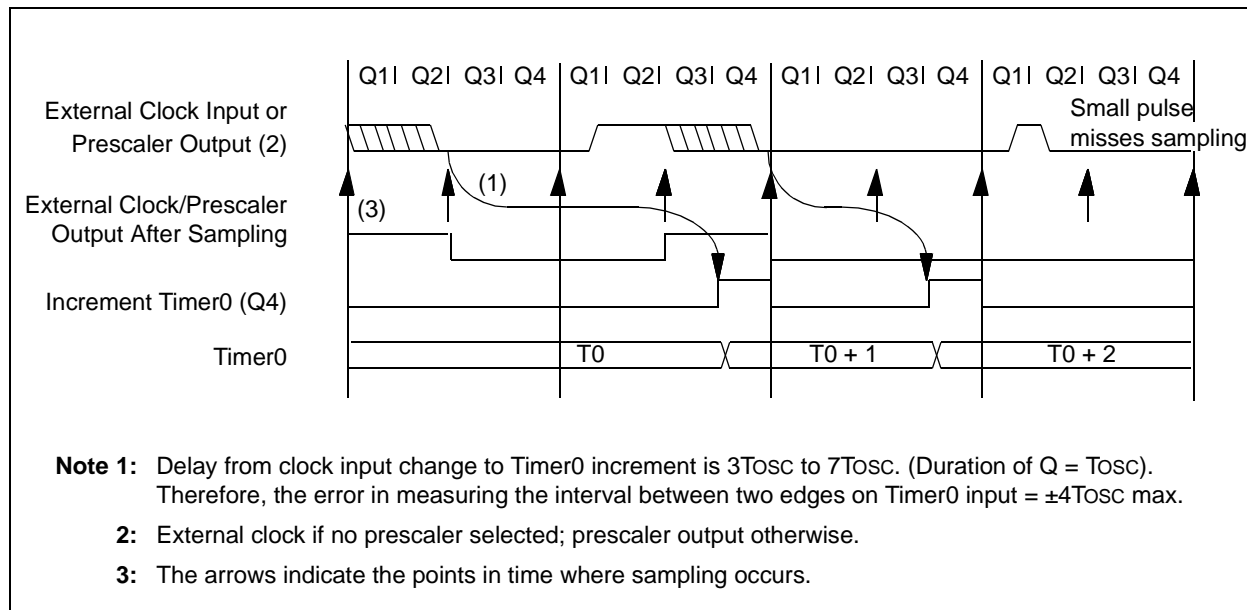 Q1| Q2| Q3| Q4 Q1| Q2| Q3| Q4 Q1| Q2| Q3| Q4 Q1| Q2| Q3| Q4
External Clock Input or
Prescaler Output (2)
Small pulse
misses sampling
(1)
(3)
External Clock/Prescaler
Output After Sampling
Increment Timer0 (Q4)
Timer0 T0 T0 + 1 T0 + 2
Note 1: Delay from clock input change to Timer0 increment is 3TOSC to 7TOSC. (Duration of Q = TOSC).
Therefore, the error in measuring the interval between two edges on Timer0 input = ±4TOSC max.
2: External clock if no prescaler selected; prescaler output otherwise.
3: The arrows indicate the points in time where sampling occurs.